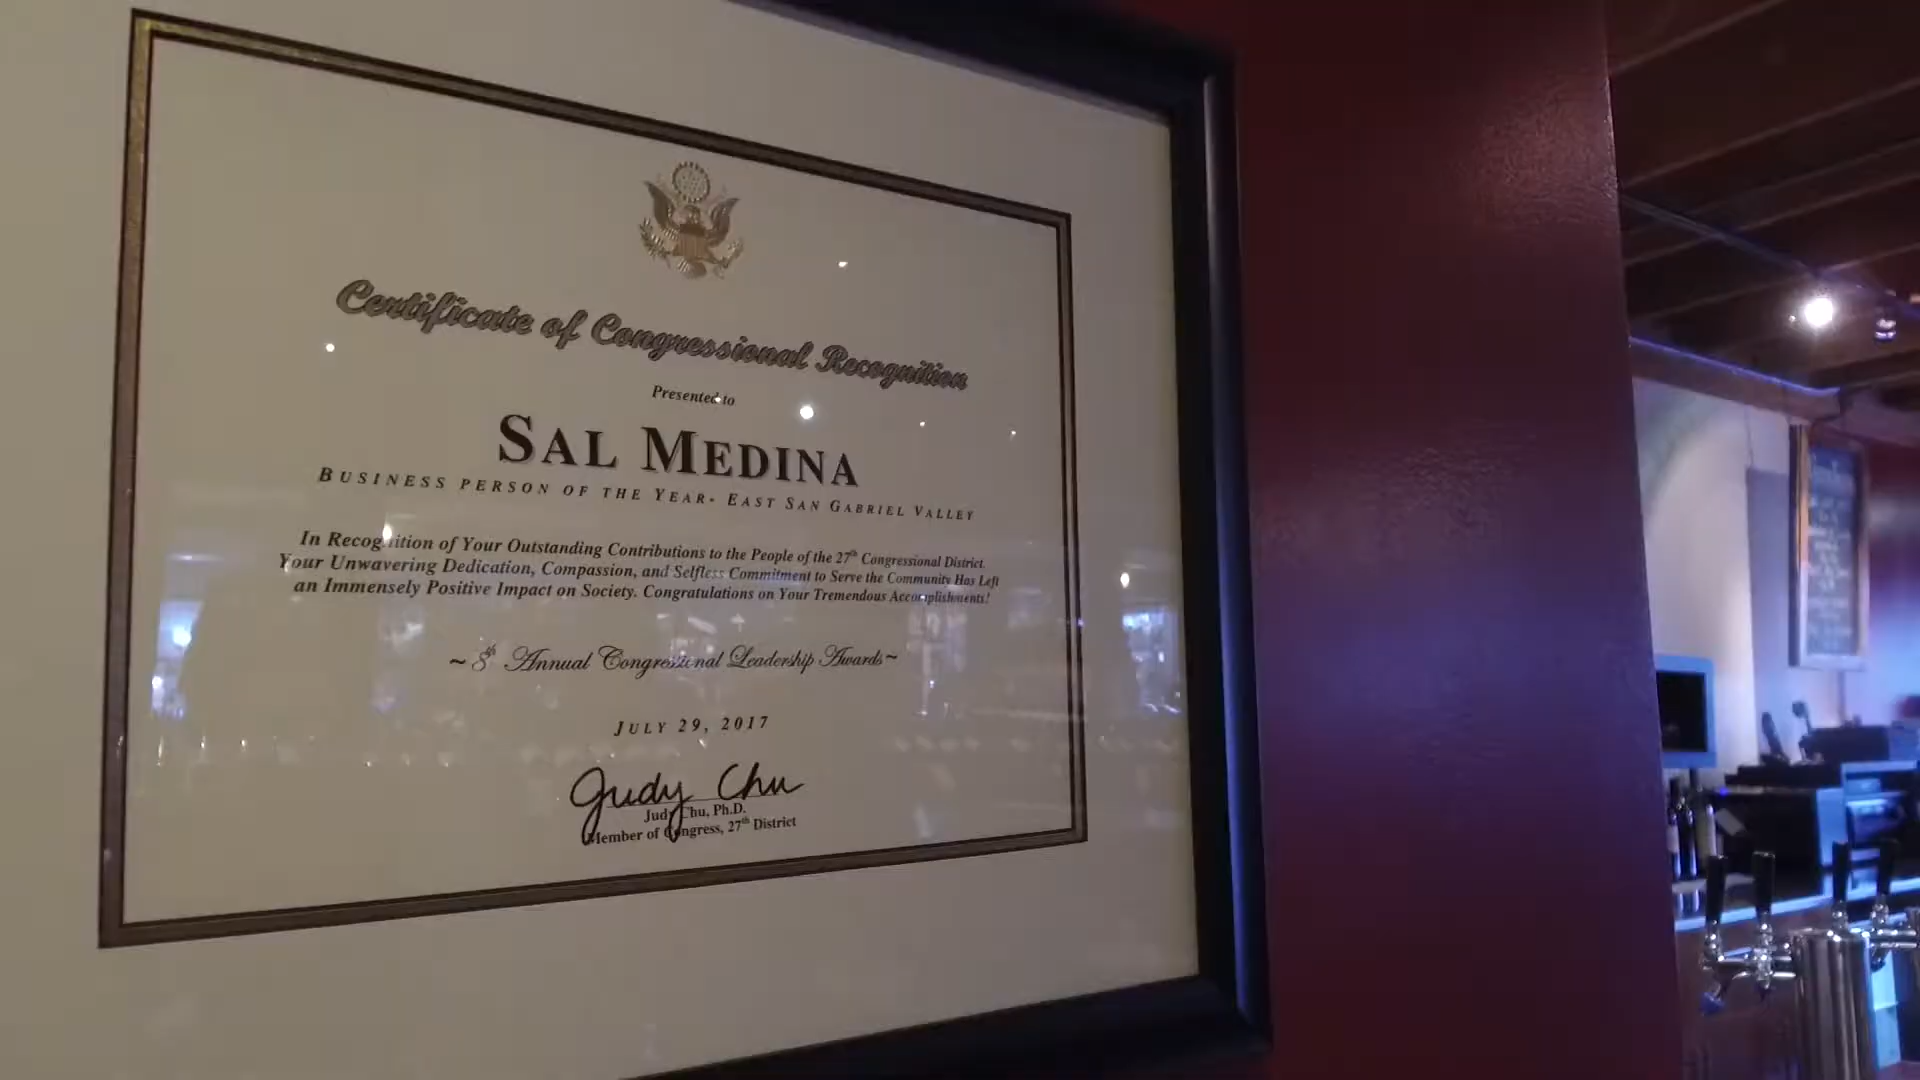 Certificate of Congressional Recognition
Presented to
SAL MEDINA
BUSINESS PERSON OF THE YEAR- EAST SAN GABRIEL VALLEY
In Recognition of Your Outstanding Contributions to the People of the 27th Congressional District.
Your Unwavering Dedication, Compassion, and Selfless Commitment to Serve the Community Has Left
an Immensely Positive Impact on Society. Congratulations on Your Tremendous Accomplishments!
~ 8th Annual Congressional Leadership Awards~
JULY 29, 2017
Judy Chu
Judy Chu, Ph.D.
Member of Congress, 27th District